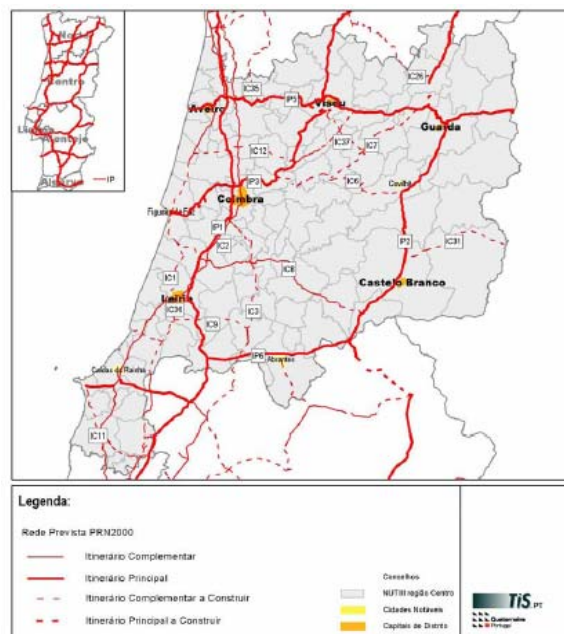 Norte
Centro
Lisboa
Alentejo
Algarve
IP
IC35
IC26
IP5
Viseu
Aveiro
Guarda
IC12
IC37
IC7
IP3
IC6
Covilhã
Coimbra
Figueira da Foz
IP1
IC2
IP2
IC31
IC1
IC8
Castelo Branco
Leiria
IC36
IC9
IC3
IP6
Abrantes
Caldas da Rainha
IC11
Legenda:
Rede Prevista PRN2000
Itinerário Complementar
Itinerário Principal
Itinerário Complementar a Construir
Itinerário Principal a Construir
Concelhos
NUTIII região Centro
Cidades Notáveis
Capitais de Distrito
TiS.PT
Quaternaire
Portugal